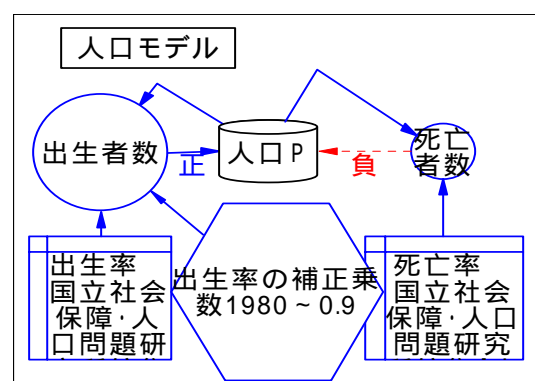 人口モデル
出生者数
正
人口P
負
死亡
者数
出生率
国立社会
保障・人
口問題研
出生率の補正乗
数1980～0.9
死亡率
国立社会
保障・人口
問題研究